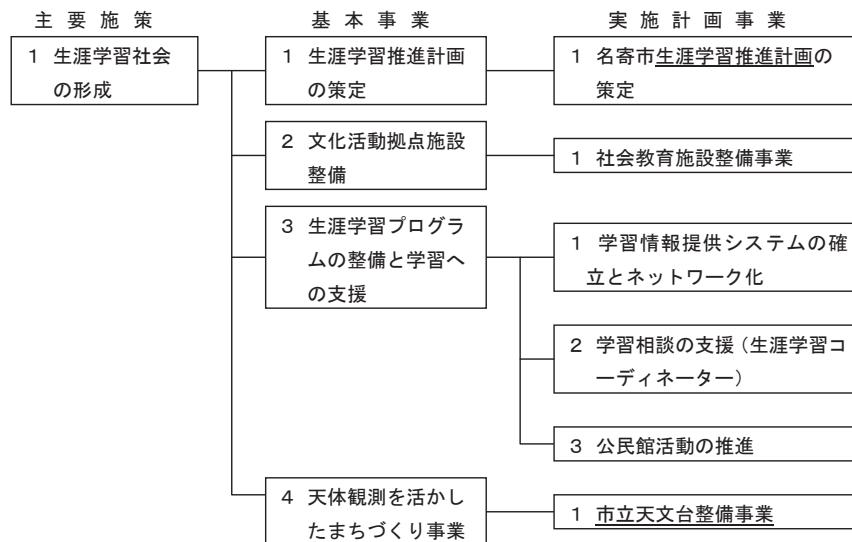 主要施策
基本事業
実施計画事業
1 生涯学習社会
の形成
1 生涯学習推進計画
の策定
1 名寄市生涯学習推進計画の
策定
2 文化活動拠点施設
整備
1 社会教育施設整備事業
3 生涯学習プログラ
ムの整備と学習へ
の支援
1 学習情報提供システムの確
立とネットワーク化
2 学習相談の支援（生涯学習コ
ーディネーター）
3 公民館活動の推進
4 天体観測を活かし
たまちづくり事業
1 市立天文台整備事業